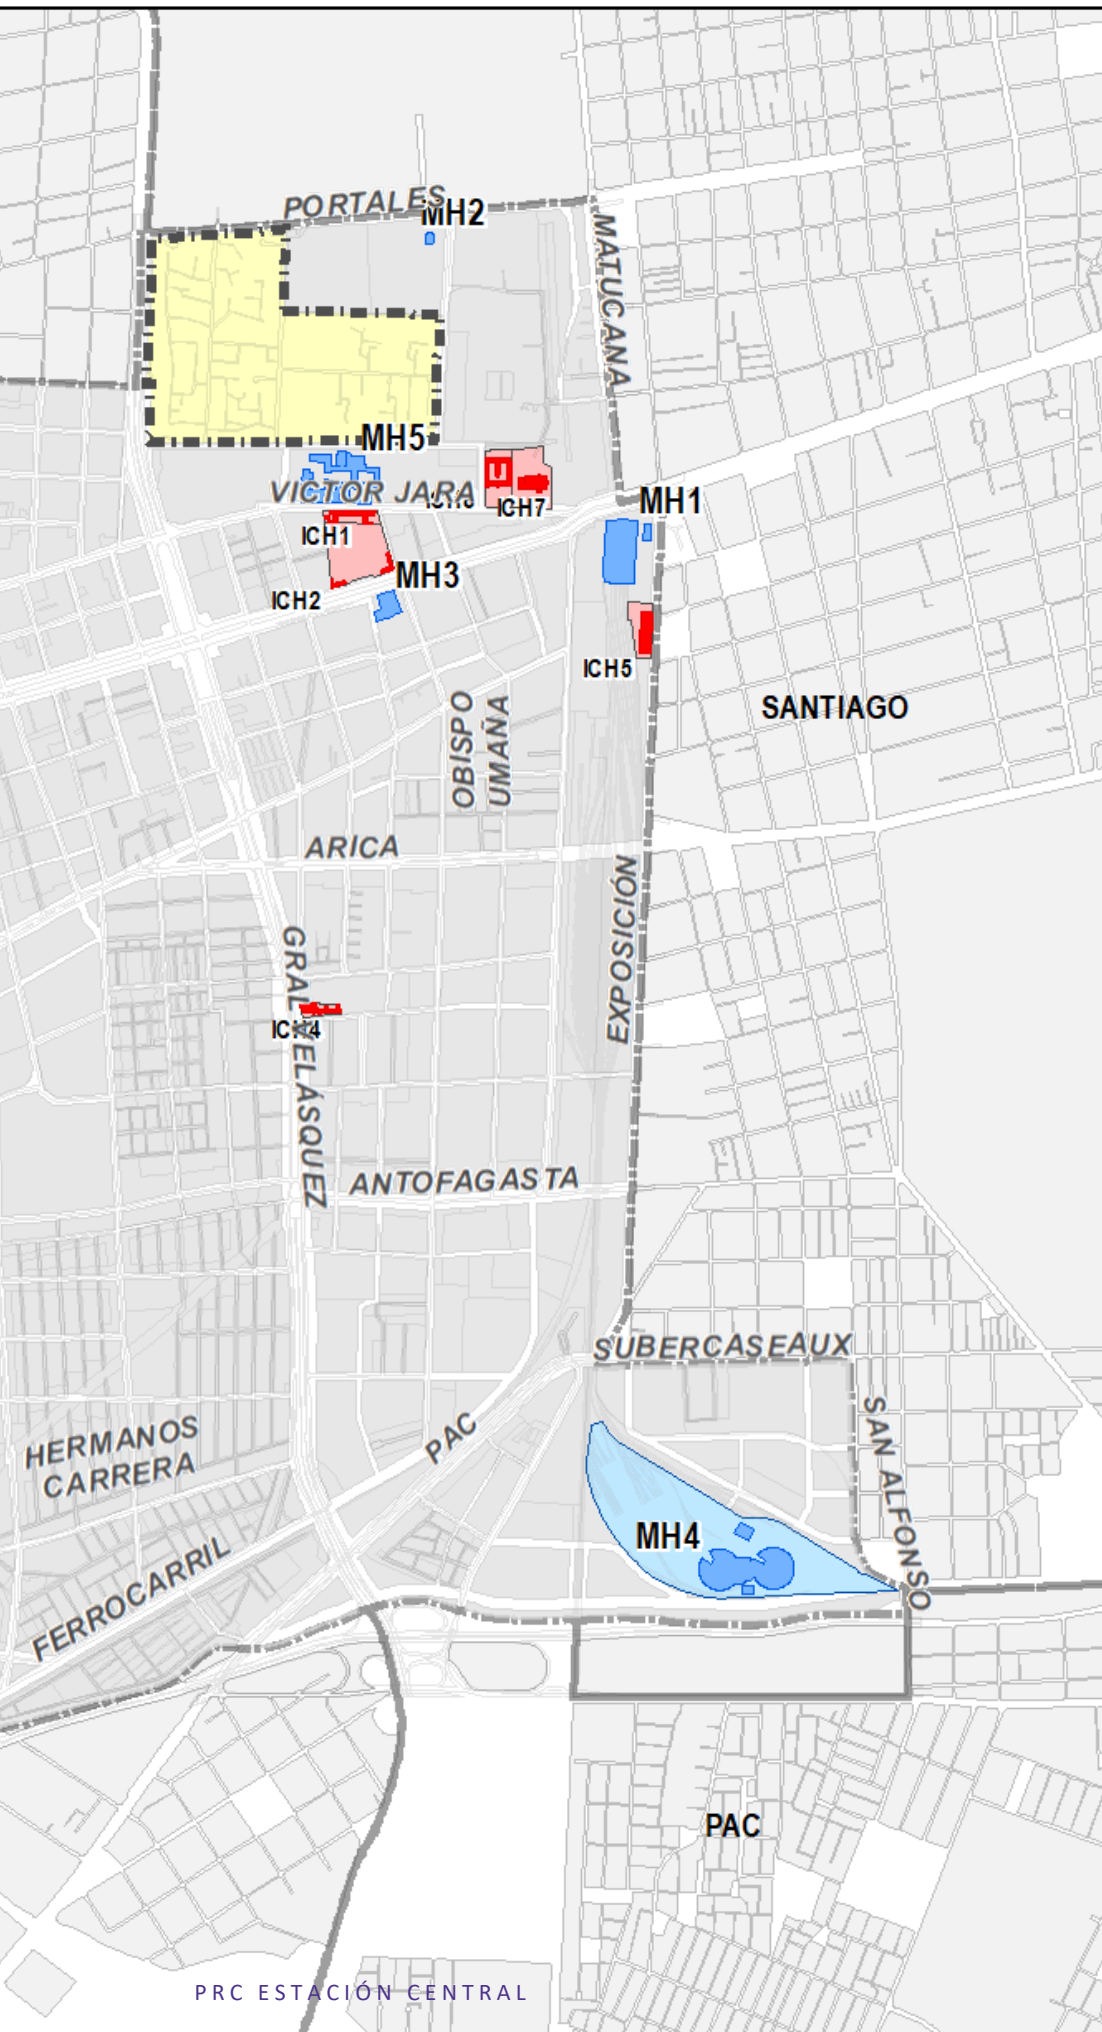 PORTALES
MH2
MATUCANA
MH5
VICTOR JARA
ICH7
MH1
ICH1
MH3
ICH2
ICH5
OBISPO
UMAÑA
SANTIAGO
ARICA
EXPOSICIÓN
GRAL VELÁSQUEZ
ICH4
ANTOFAGASTA
SUBERCASEAUX
SAN ALFONSO
PAC
HERMANOS
CARRERA
MH4
FERROCARRIL
PAC
PRC ESTACIÓN CENTRAL